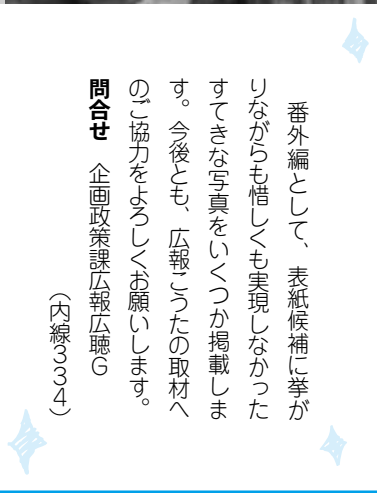 番外編として、表紙候補に挙が
りながらも惜しくも実現しなかった
すてきな写真をいくつか掲載しま
す。今後とも、広報こうたの取材へ
のご協力をよろしくお願いします。
問合せ　企画政策課広報広聴G
（内線３３４）